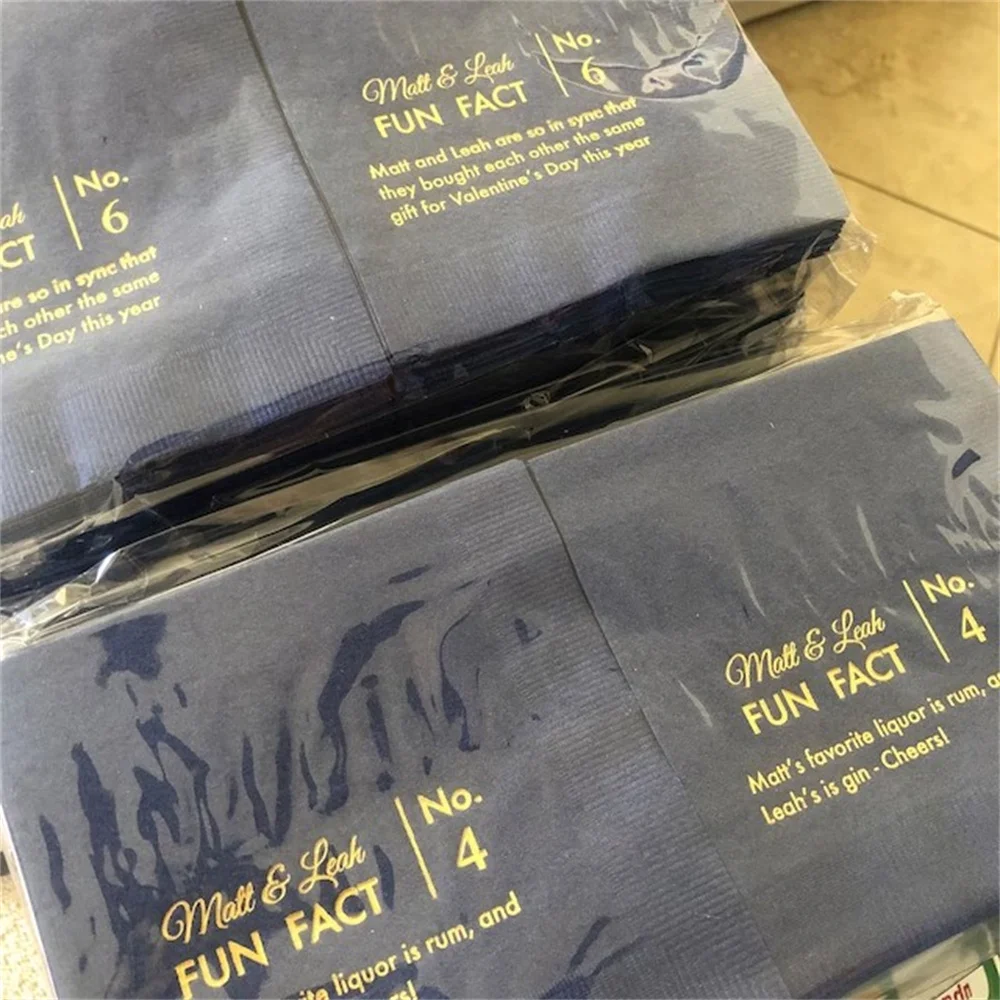 Matt & Leah
FUN FACT
No.
6
Matt and Leah are so in sync that
they bought each other the same
gift for Valentine's Day this year
ah
CT
No.
6
are so in sync that
ch other the same
e's Day this year
Matt & Leah
FUN FACT
No.
4
Matt's favorite liquor is rum, a
Leah's is gin - Cheers!
Matt & Leah
FUN FACT
No.
4
ite liquor is rum, and